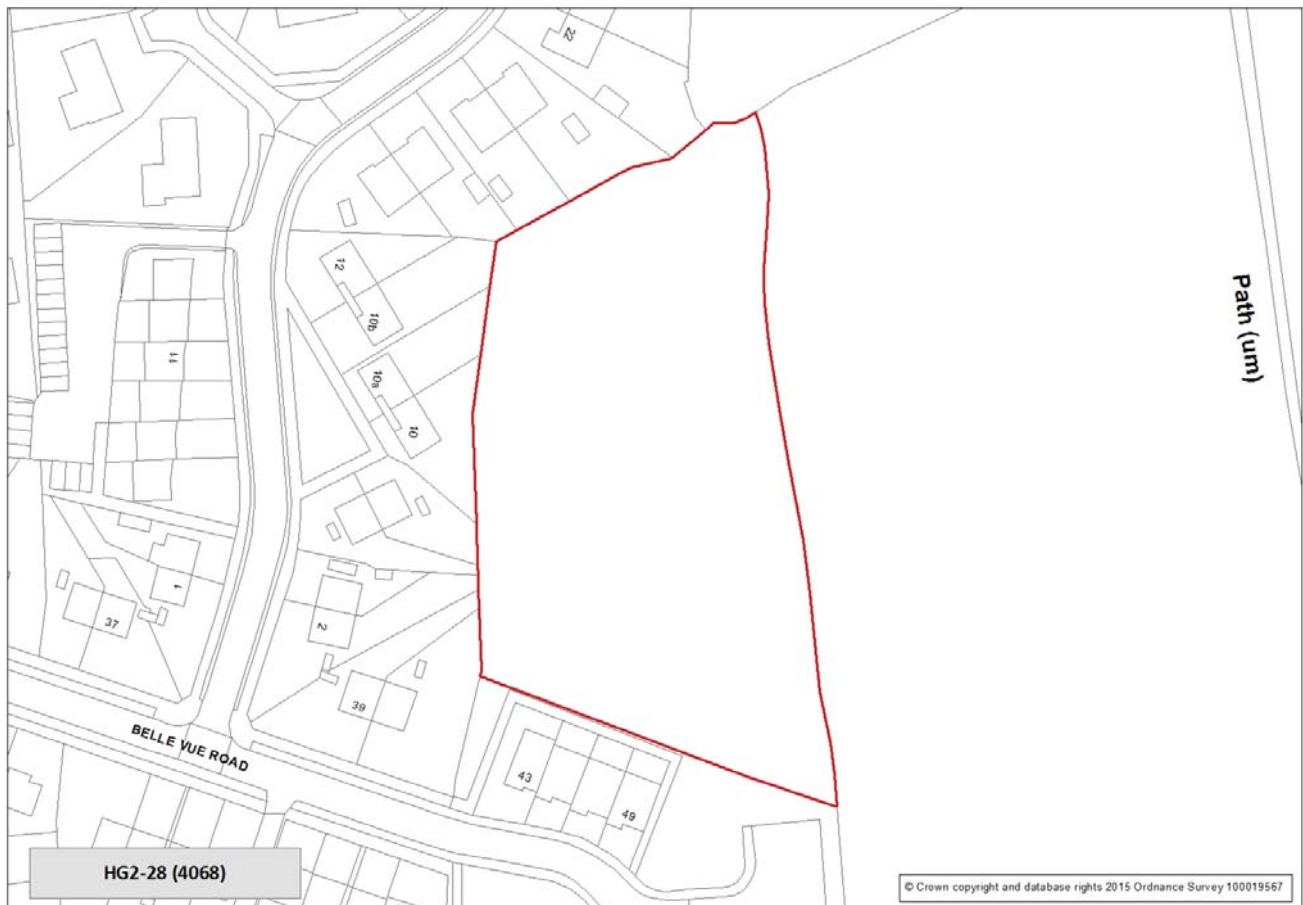 22
12
10b
10a
10
11
Path (um)
1
37
2
39
BELLE VUE ROAD
43
49
HG2-28 (4068)
© Crown copyright and database rights 2015 Ordnance Survey 100019567